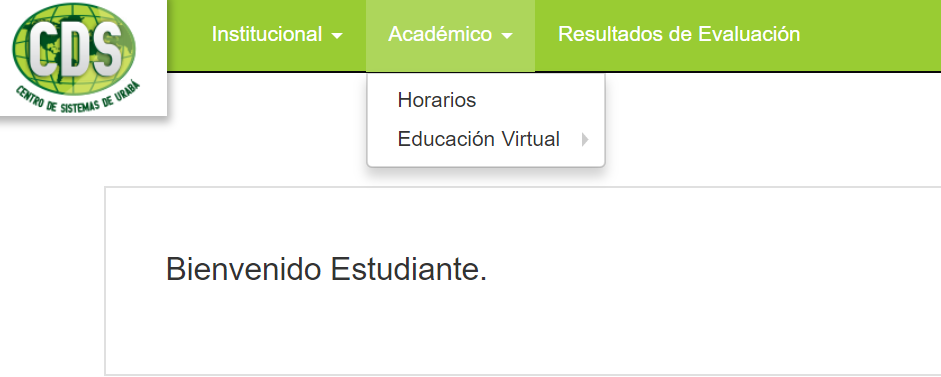 CDS
CENTRO DE SISTEMAS DE URABÁ
Institucional Académico Resultados de Evaluación
Horarios
Educación Virtual
Bienvenido Estudiante.